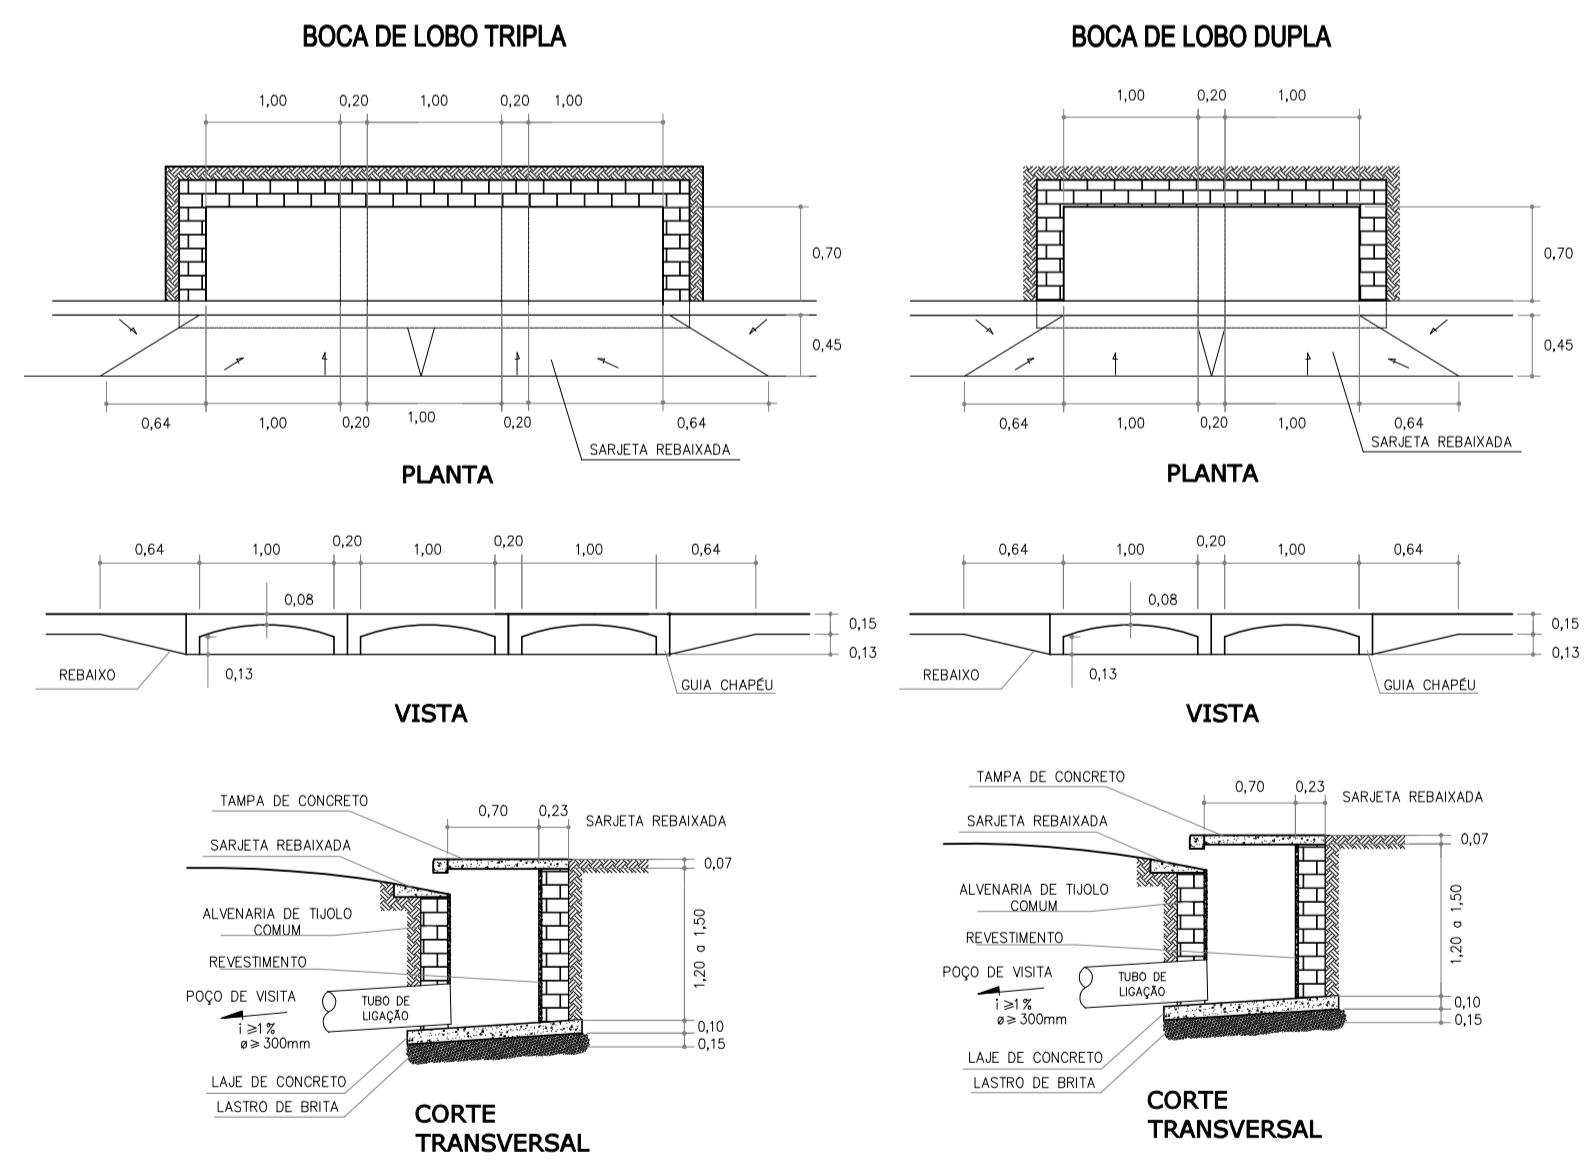 BOCA DE LOBO TRIPLA
1,00 0,20 1,00 0,20 1,00
0,70
0,45
0,64 1,00 0,20 1,00 0,20 0,64
SARJETA REBAIXADA
PLANTA
0,64 1,00 0,20 1,00 0,20 1,00 0,64
0,08
0,15
0,13
0,13
REBAIXO
GUIA CHAPÉU
VISTA
TAMPA DE CONCRETO
0,70 0,23
SARJETA REBAIXADA
SARJETA REBAIXADA
0,07
ALVENARIA DE TIJOLO
COMUM
1,20 a 1,50
REVESTIMENTO
POÇO DE VISITA
TUBO DE
LIGAÇÃO
i ≥1%
ø≥ 300mm
0,10
0,15
LAJE DE CONCRETO
LASTRO DE BRITA
CORTE
TRANSVERSAL
BOCA DE LOBO DUPLA
1,00 0,20 1,00
0,70
0,45
0,64 1,00 0,20 1,00 0,64
SARJETA REBAIXADA
PLANTA
0,64 1,00 0,20 1,00 0,64
0,08
0,15
0,13
0,13
REBAIXO
GUIA CHAPÉU
VISTA
TAMPA DE CONCRETO
0,70 0,23
SARJETA REBAIXADA
SARJETA REBAIXADA
0,07
ALVENARIA DE TIJOLO
COMUM
1,20 a 1,50
REVESTIMENTO
POÇO DE VISITA
TUBO DE
LIGAÇÃO
i ≥1%
ø≥ 300mm
0,10
0,15
LAJE DE CONCRETO
LASTRO DE BRITA
CORTE
TRANSVERSAL